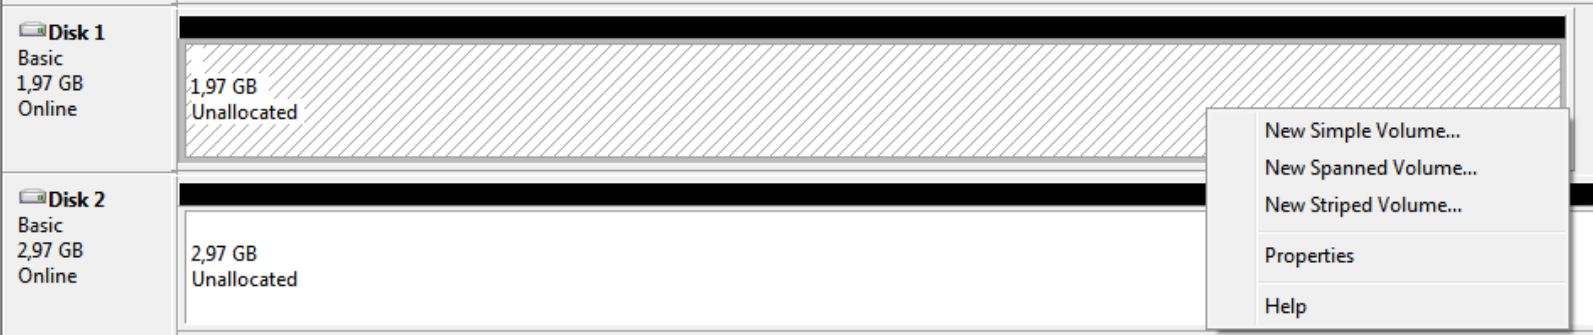 Disk 1
Basic
1,97 GB
Online
1,97 GB
Unallocated
New Simple Volume...
New Spanned Volume...
New Striped Volume...
Properties
Help
Disk 2
Basic
2,97 GB
Online
2,97 GB
Unallocated